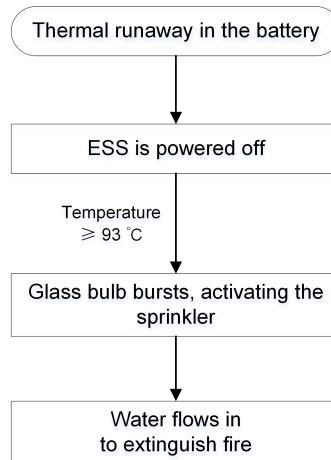 Thermal runaway in the battery
ESS is powered off
Temperature
≥ 93 ℃
Glass bulb bursts, activating the
sprinkler
Water flows in
to extinguish fire